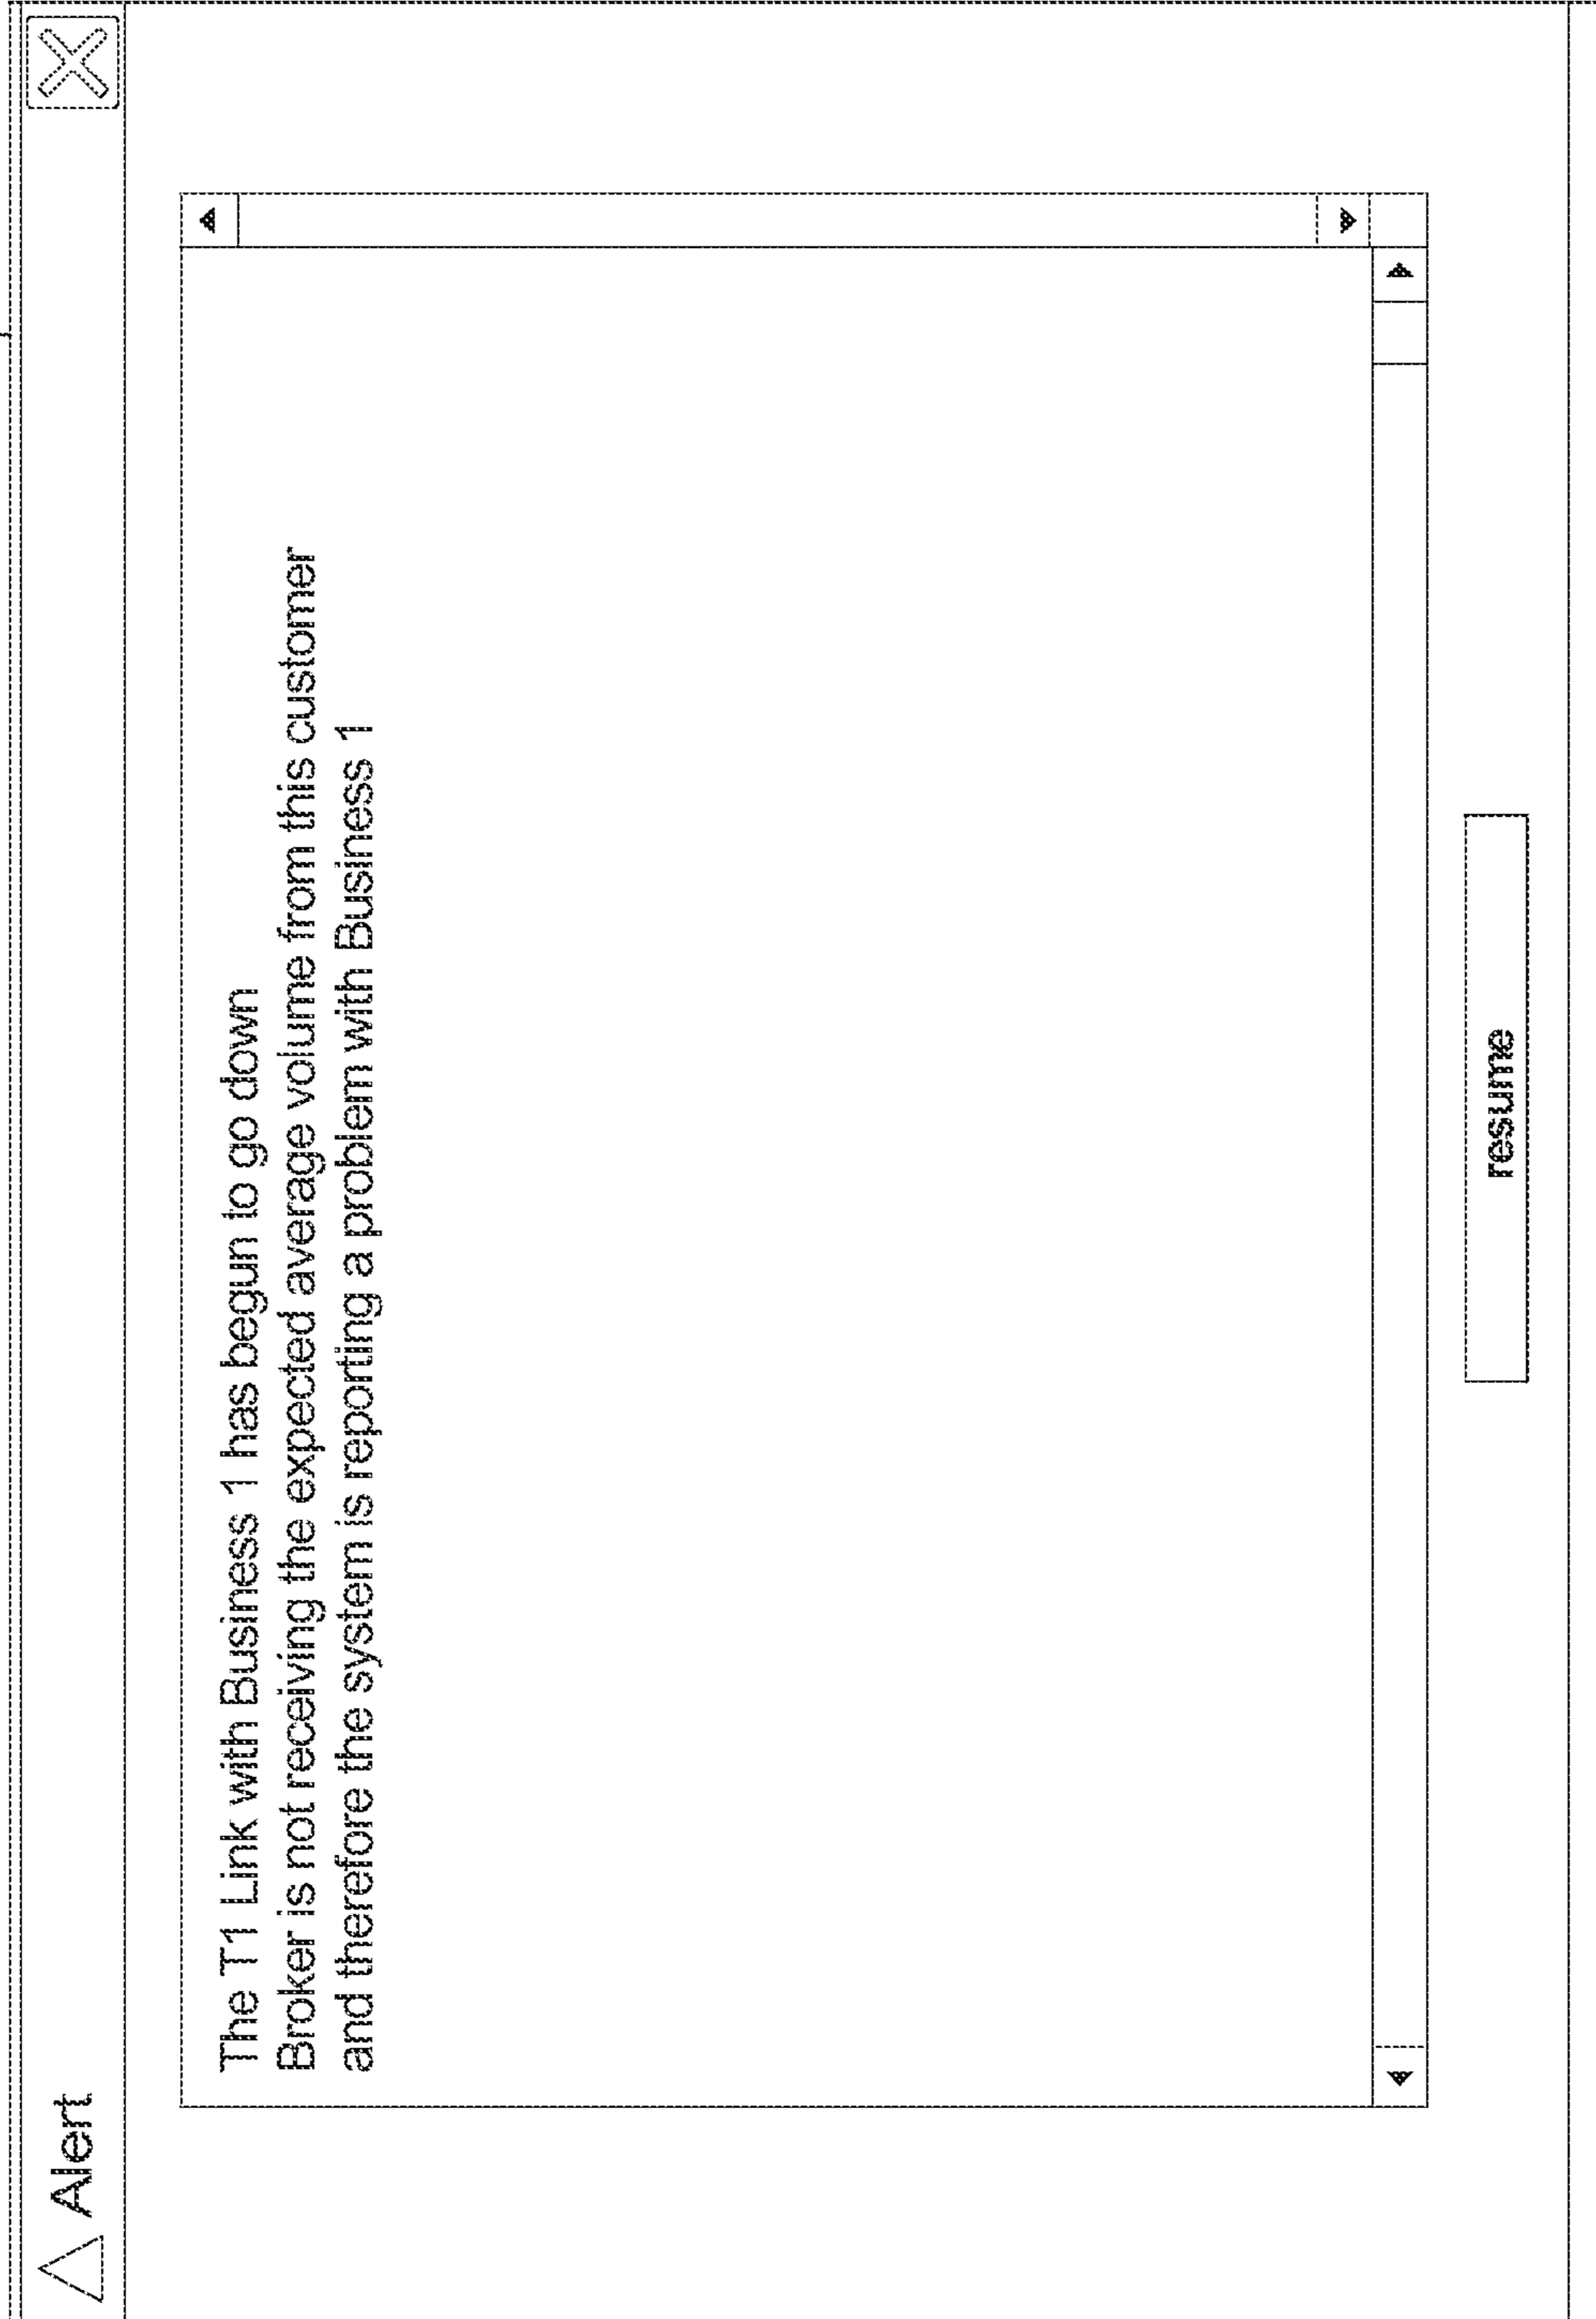 Alert
The T1 Link with Business 1 has begun to go down
Broker is not receiving the expected average volume from this customer
and therefore the system is reporting a problem with Business 1
resume